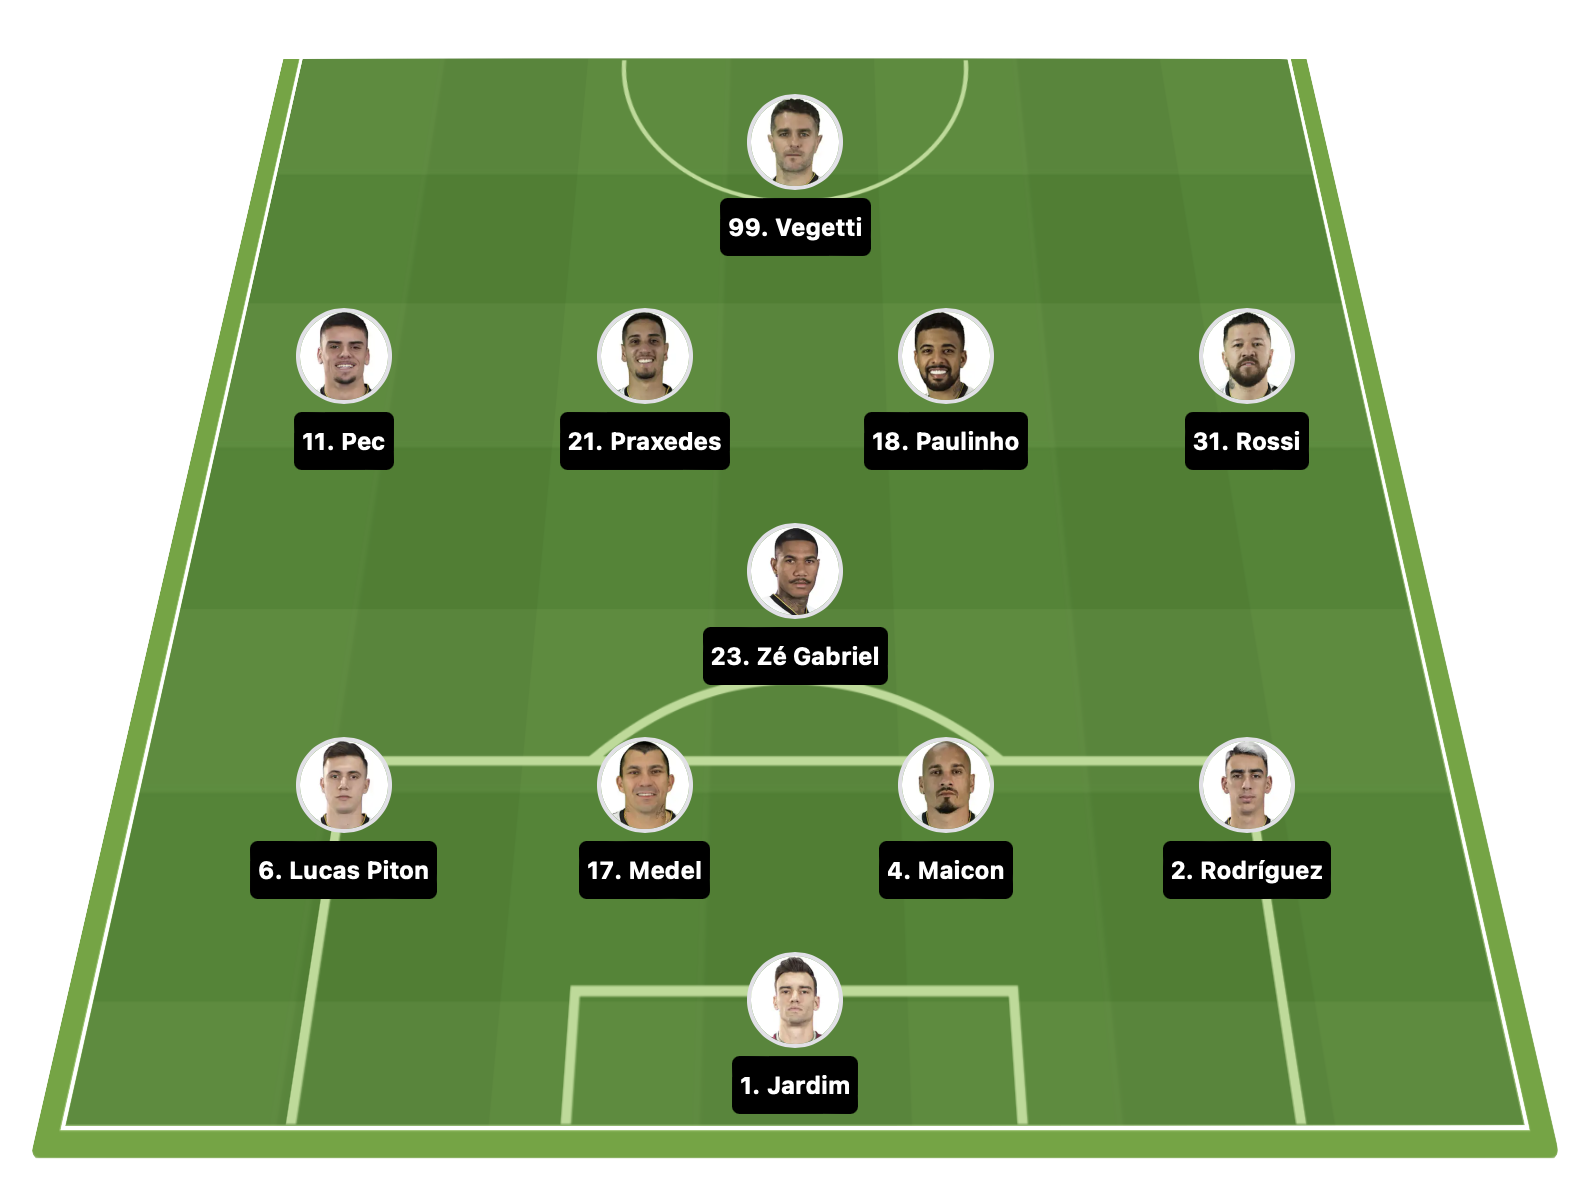 99. Vegetti
11. Pec
21. Praxedes
18. Paulinho
31. Rossi
23. Zé Gabriel
6. Lucas Piton
17. Medel
4. Maicon
2. Rodríguez
1. Jardim